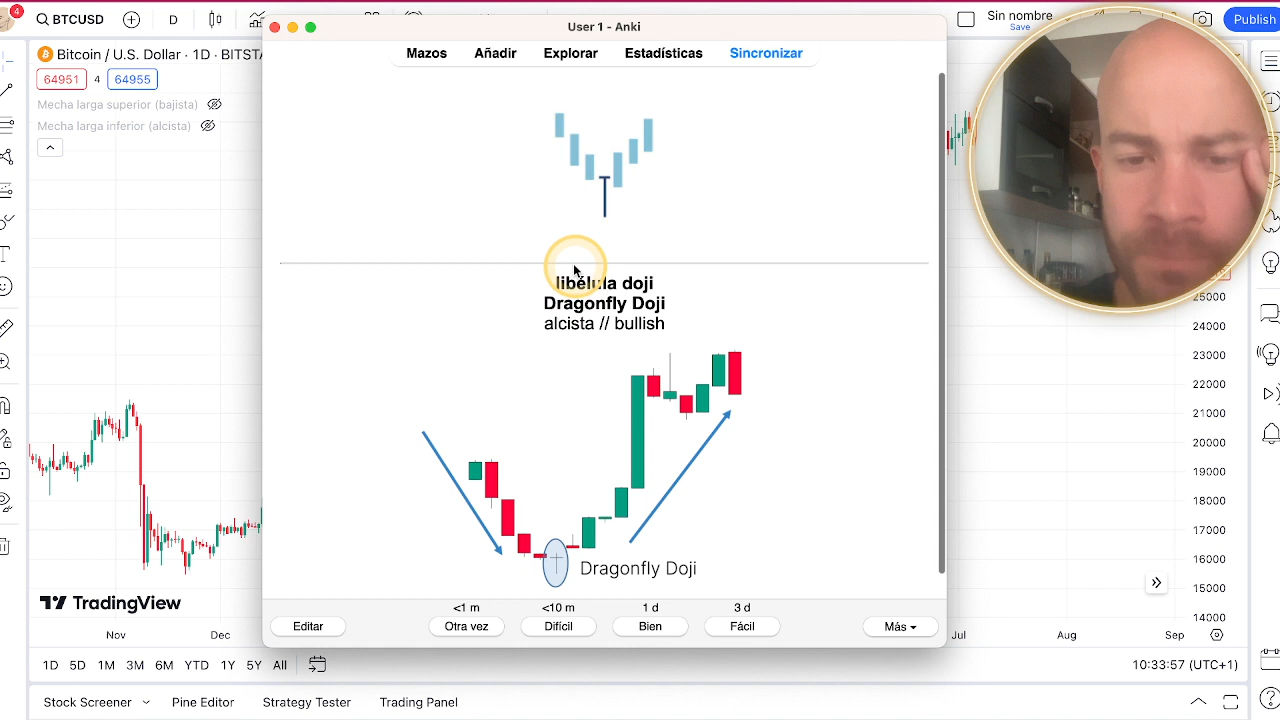 4
BTCUSD
D
User 1 - Anki
Sin nombre
Save
Publish
Bitcoin / U.S. Dollar · 1D · BITSTA
64951 4 64955
Mecha larga superior (bajista)
Mecha larga inferior (alcista)
Mazos Añadir Explorar Estadísticas Sincronizar
libélula doji
Dragonfly Doji
alcista // bullish
Dragonfly Doji
<1 m <10 m 1 d 3 d
Editar Otra vez Difícil Bien Fácil Más
25000
24000
23000
22000
21000
20000
19000
18000
17000
16000
15000
14000
TradingView
Nov Dec Jul Aug Sep
1D 5D 1M 3M 6M YTD 1Y 5Y All 10:33:57 (UTC+1)
Stock Screener Pine Editor Strategy Tester Trading Panel